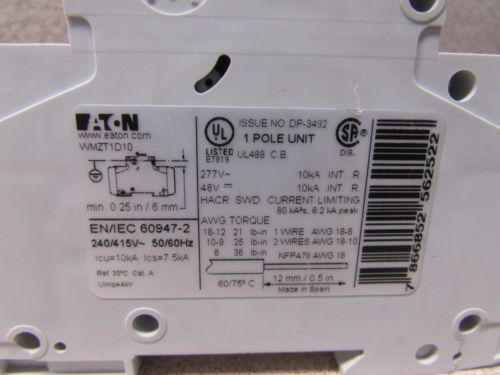 EATON
www.eaton.com
WMZT1D10
min. 0.25 in / 6 mm
EN/IEC 60947-2
240/415V~ 50/60Hz
Icu=10kA Ics=7.5kA
Ref. 30°C Cat. A
Uimp=4kV
UL
LISTED
E7819
ISSUE NO. DP-3492
1 POLE UNIT
UL489 C.B.
SA
DIS.
277V~ 10kA INT. R.
48V 10kA INT. R.
HACR SWD CURRENT LIMITING
60 kA²s, 6.2 kA peak
AWG TORQUE
18-12 21 lb-in 1 WIRE AWG 18-6
10-8 25 lb-in 2 WIRES AWG 18-10
6 36 lb-in NFPA79 AWG 18
12 mm / 0.5 in
60/75° C Made in Spain
7 866852 562522